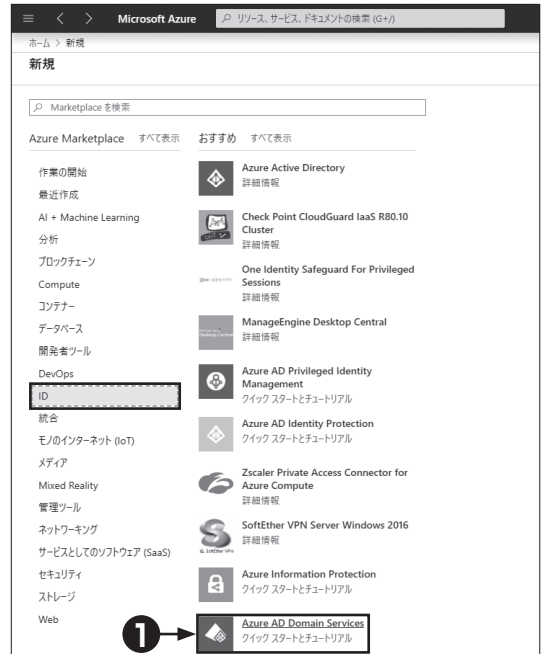 Microsoft Azure
リソース、サービス、ドキュメントの検索 (G+/)
ホーム > 新規
新規
Marketplace を検索
Azure Marketplace すべて表示
おすすめ すべて表示
作業の開始
最近作成
AI + Machine Learning
分析
ブロックチェーン
Compute
コンテナー
データベース
開発者ツール
DevOps
ID
統合
モノのインターネット (IoT)
メディア
Mixed Reality
管理ツール
ネットワーキング
サービスとしてのソフトウェア (SaaS)
セキュリティ
ストレージ
Web
Azure Active Directory
詳細情報
Check Point CloudGuard IaaS R80.10
Cluster
詳細情報
One Identity Safeguard For Privileged
Sessions
詳細情報
ManageEngine Desktop Central
詳細情報
Azure AD Privileged Identity
Management
クイック スタートとチュートリアル
Azure AD Identity Protection
クイック スタートとチュートリアル
Zscaler Private Access Connector for
Azure Compute
詳細情報
SoftEther VPN
SoftEther VPN Server Windows 2016
詳細情報
Azure Information Protection
クイック スタートとチュートリアル
1
Azure AD Domain Services
クイック スタートとチュートリアル